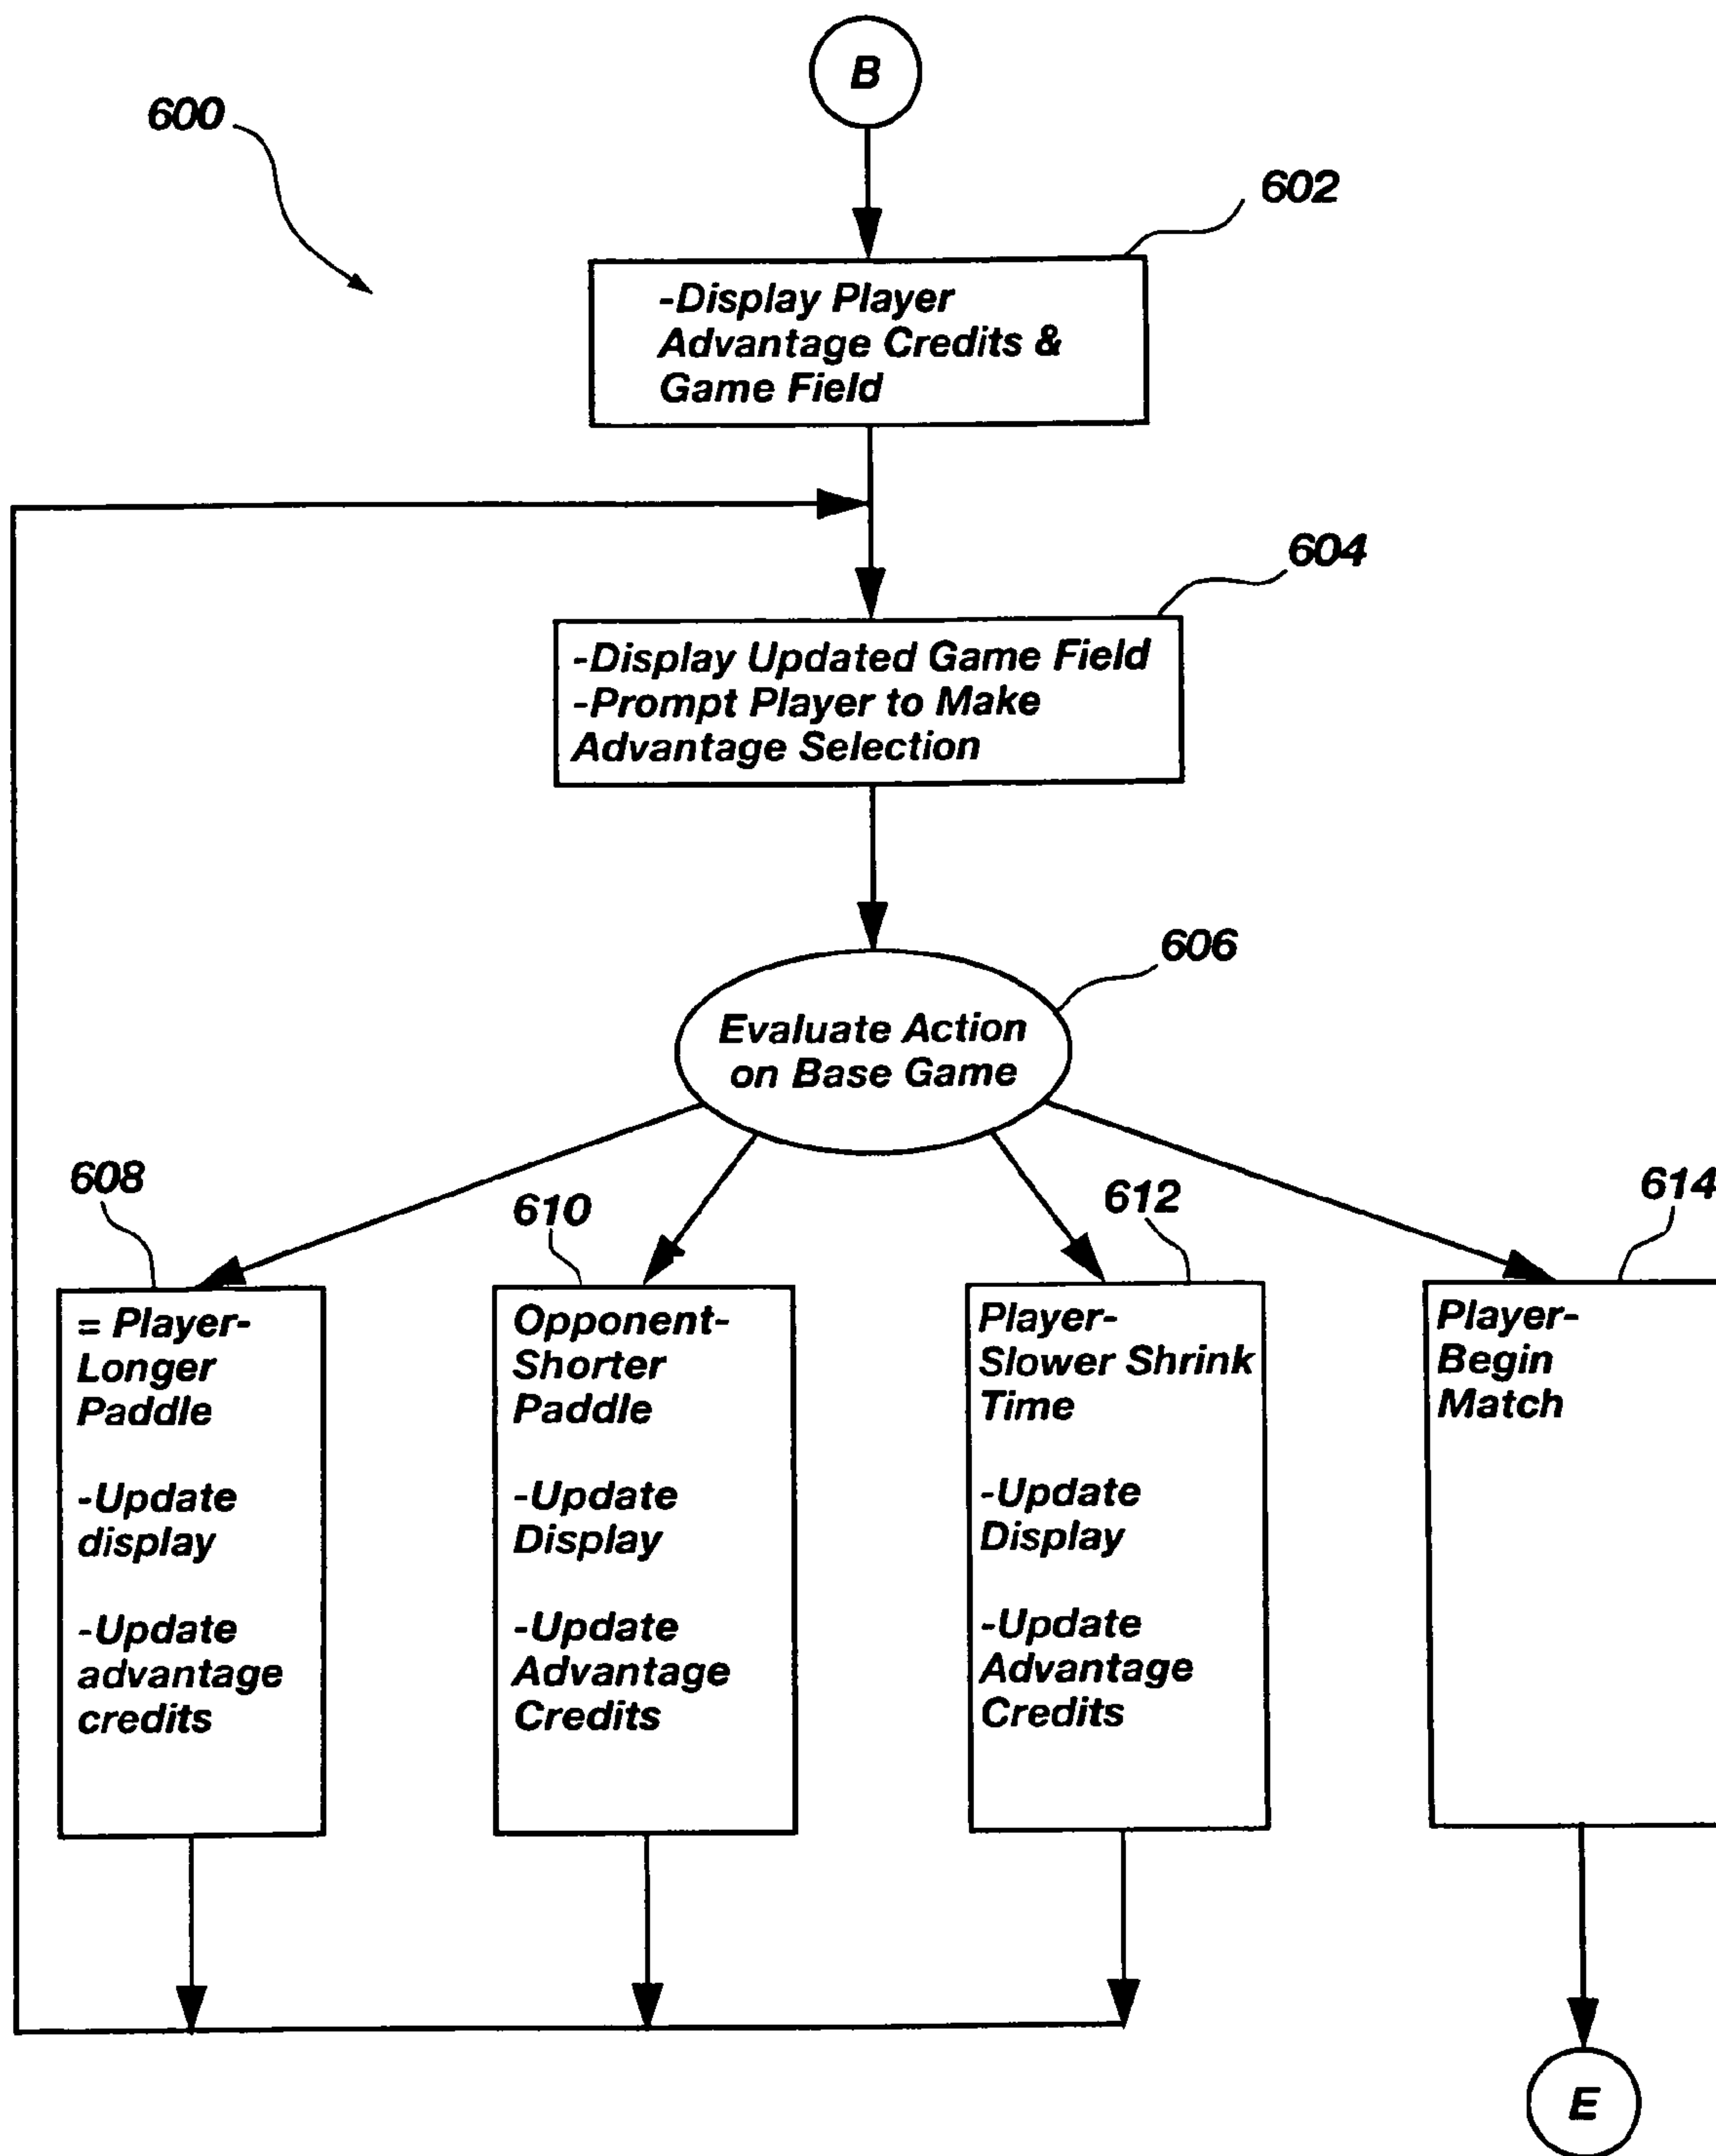 B
600
602
-Display Player
Advantage Credits &
Game Field
604
-Display Updated Game Field
-Prompt Player to Make
Advantage Selection
606
Evaluate Action
on Base Game
608
= Player-
Longer
Paddle
-Update
display
-Update
advantage
credits
610
Opponent-
Shorter
Paddle
-Update
Display
-Update
Advantage
Credits
612
Player-
Slower Shrink
Time
-Update
Display
-Update
Advantage
Credits
614
Player-
Begin
Match
E